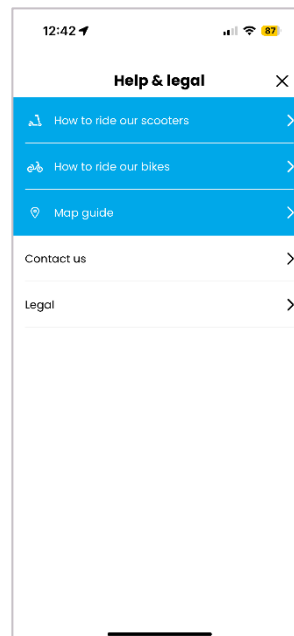 12:42
87
Help & legal
How to ride our scooters
How to ride our bikes
Map guide
Contact us
Legal